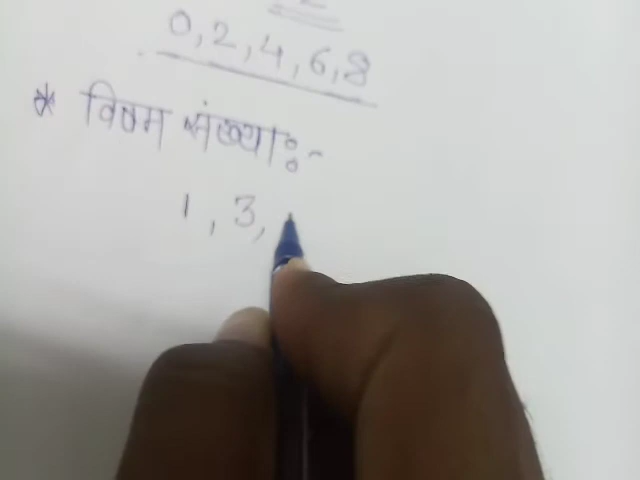 0, 2, 4, 6, 8
* विषम संख्या:-
1, 3,